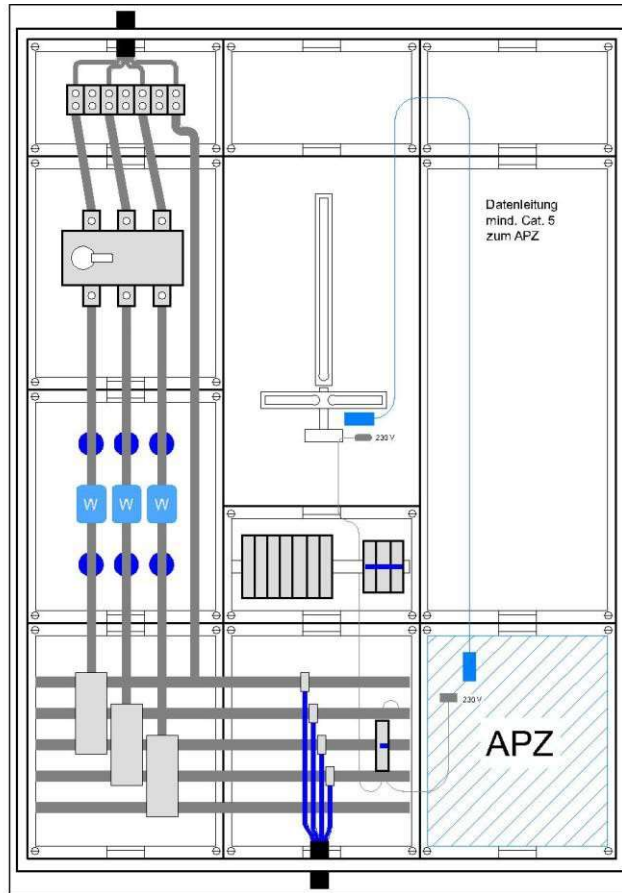 Datenleitung
mind. Cat. 5
zum APZ
230 V
W
W
W
230 V
APZ